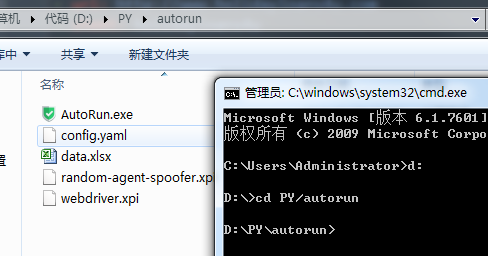 算机 ▸ 代码 (D:) ▸ PY ▸ autorun
库中 共享 新建文件夹
名称
AutoRun.exe
config.yaml
data.xlsx
random-agent-spoofer.xp
webdriver.xpi
置
管理员: C:\windows\system32\cmd.exe
Microsoft Windows [版本 6.1.7601]
版权所有 (c) 2009 Microsoft Corpo
C:\Users\Administrator>d:
D:\>cd PY/autorun
D:\PY\autorun>